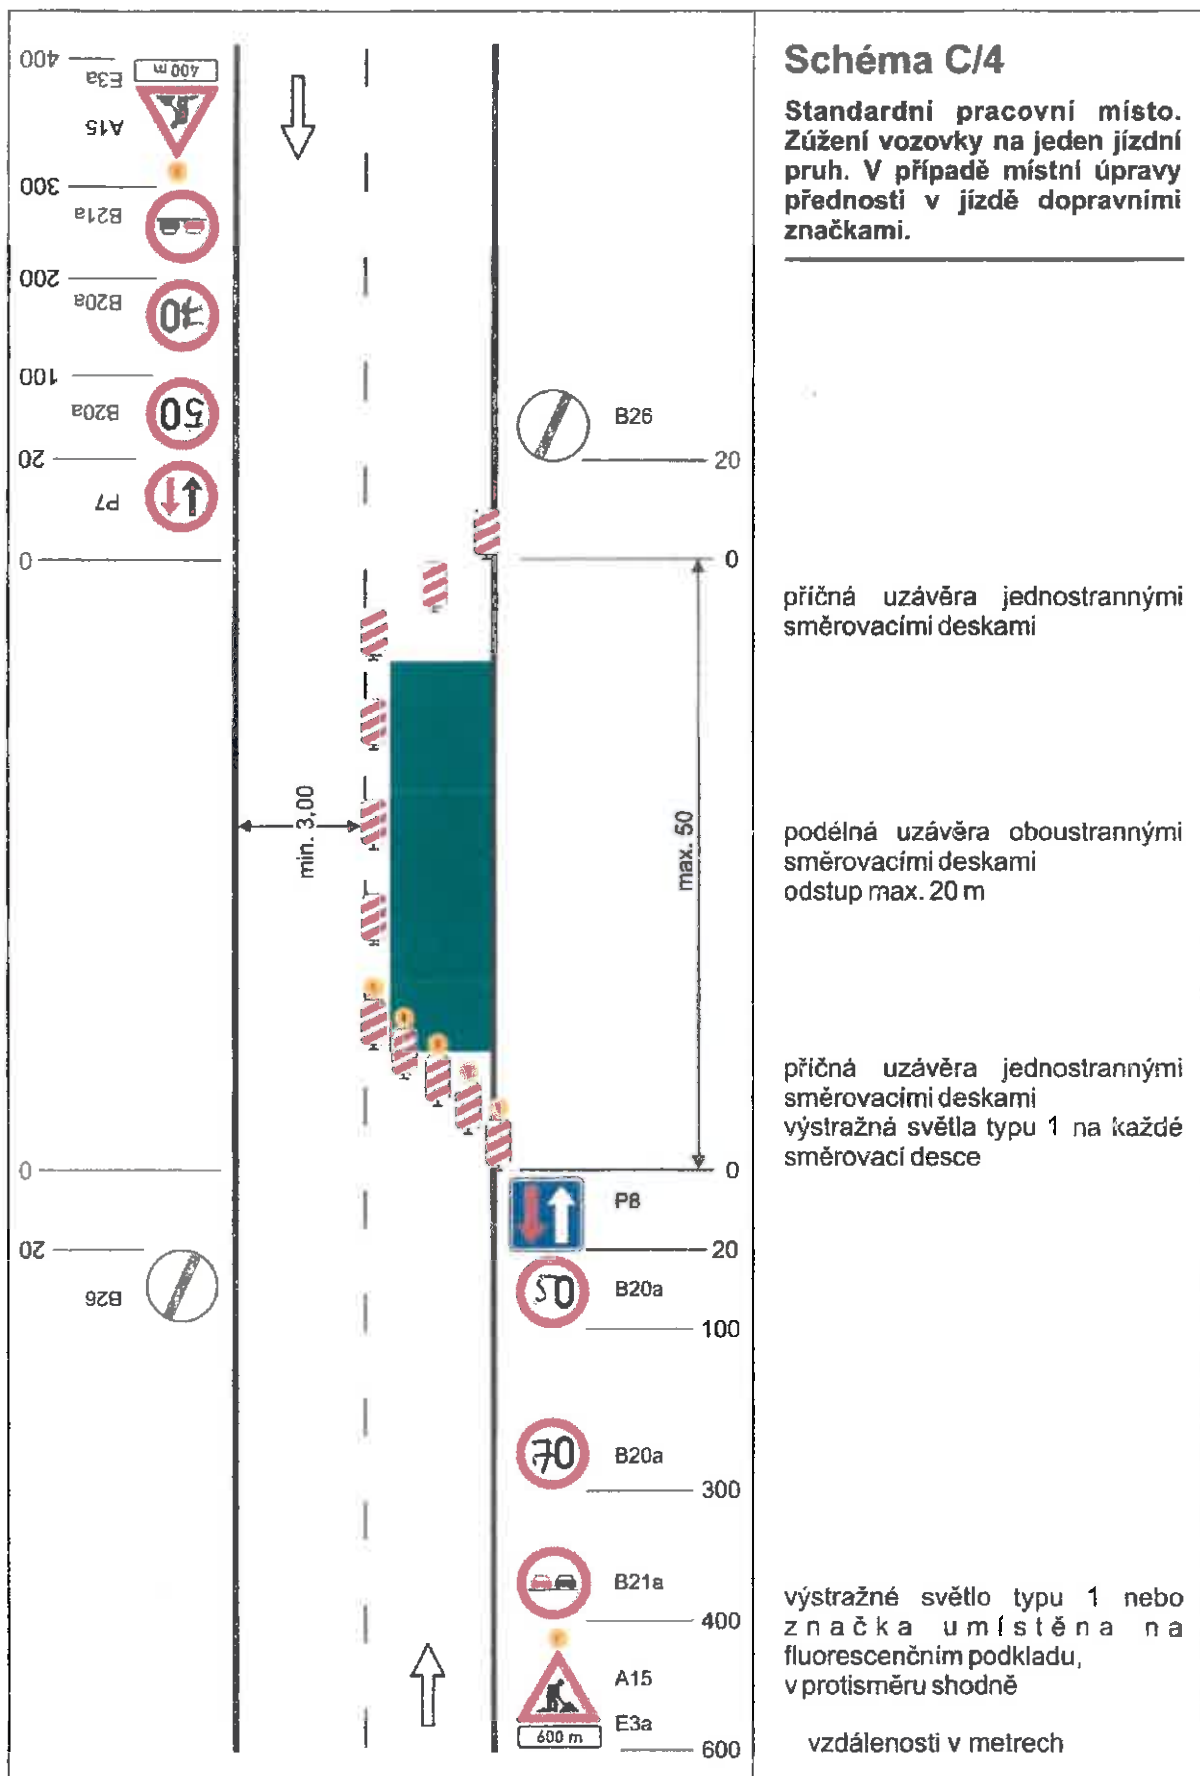 Schéma C/4
Standardní pracovní místo.
Zúžení vozovky na jeden jízdní
pruh. V případě místní úpravy
přednosti v jízdě dopravními
značkami.
400
E3a
400 m
A15
300
B21a
200
B20a
70
100
B20a
50
20
P7
0
B26
20
0
příčná uzávěra jednostrannými
směrovacími deskami
min. 3,00
max. 50
podélná uzávěra oboustrannými
směrovacími deskami
odstup max. 20 m
příčná uzávěra jednostrannými
směrovacími deskami
výstražná světla typu 1 na každé
směrovací desce
0
0
P8
20
20
B26
50
B20a
100
70
B20a
300
B21a
400
výstražné světlo typu 1 nebo
značka umístěna na
fluorescenčním podkladu,
v protisměru shodně
A15
E3a
600 m
600
vzdálenosti v metrech